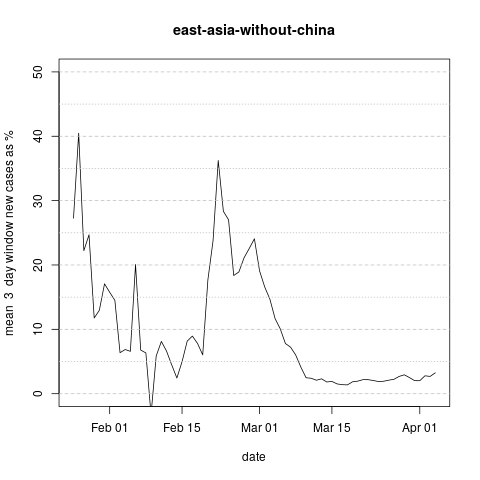 east-asia-without-china
mean 3 day window new cases as %
50
40
30
20
10
0
Feb 01 Feb 15 Mar 01 Mar 15 Apr 01
date